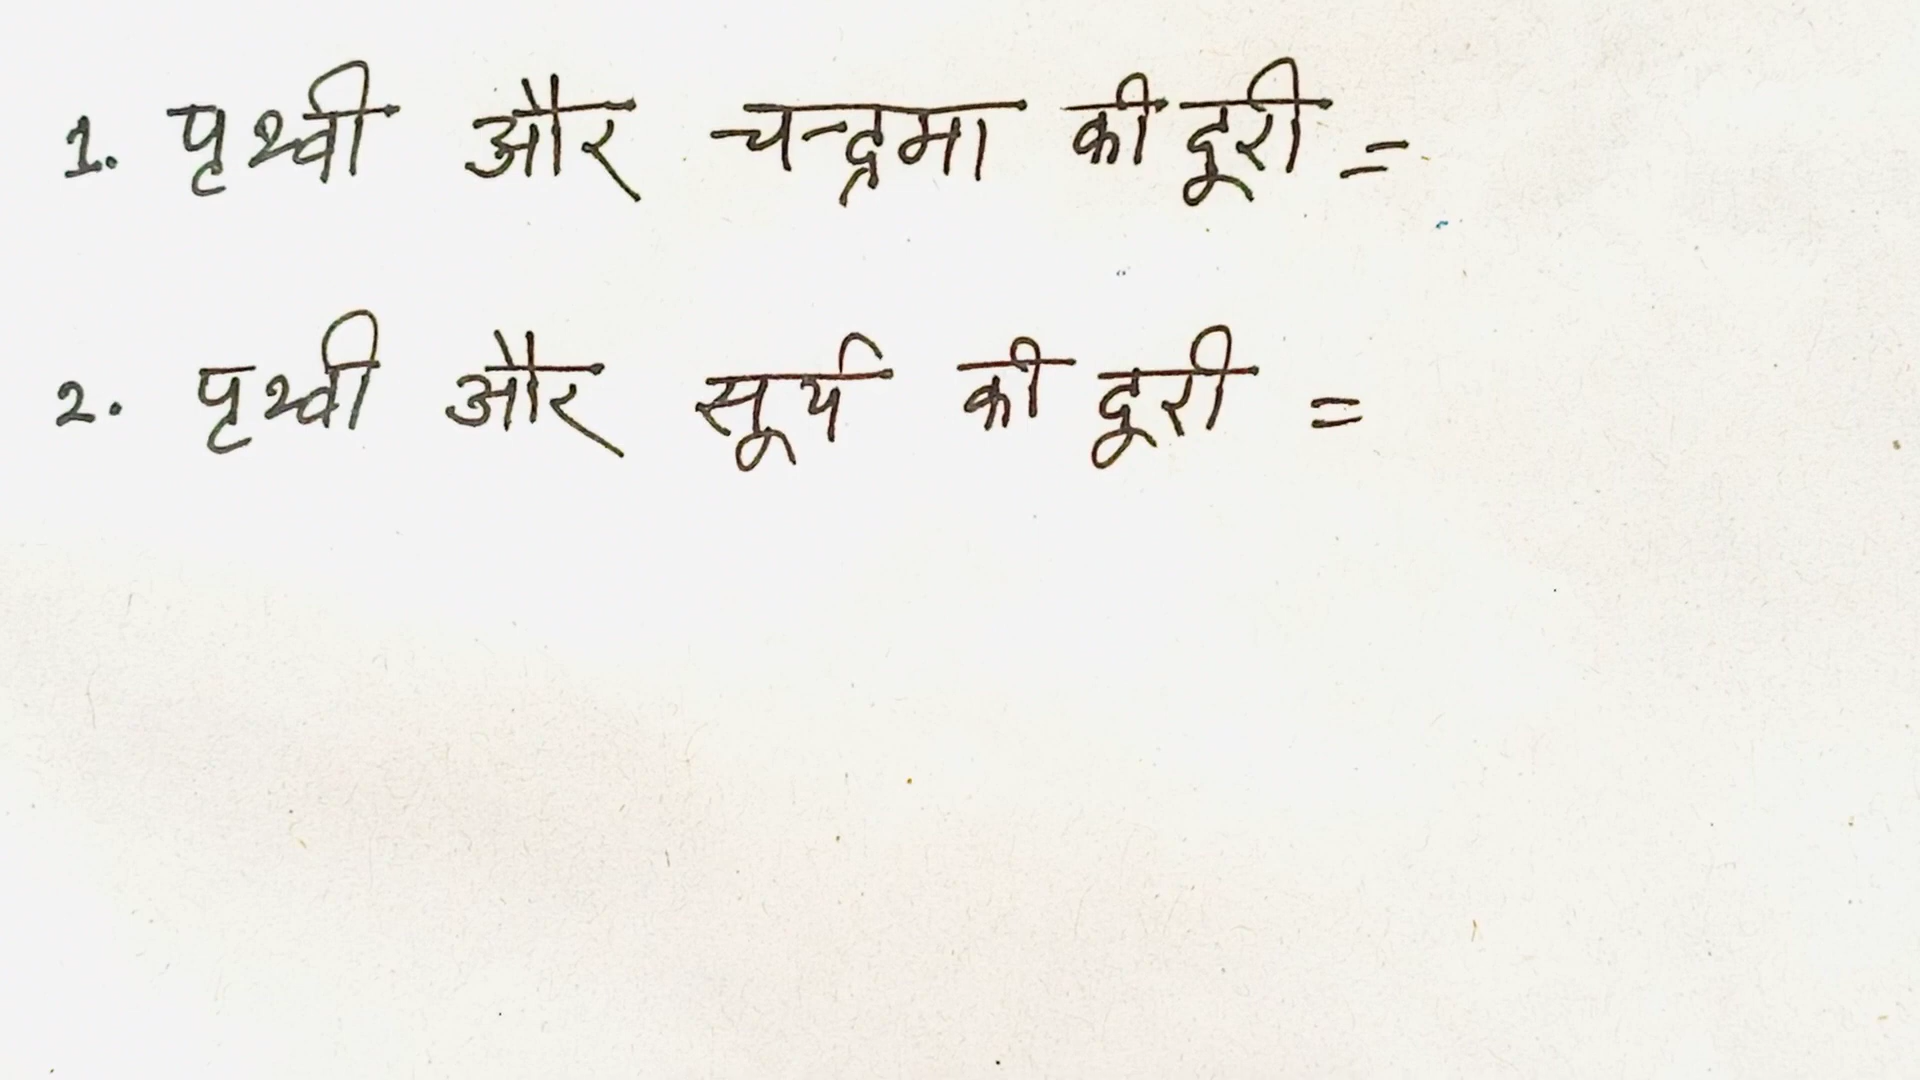 1. पृथ्वी और चन्द्रमा की दूरी =
2. पृथ्वी और सूर्य की दूरी =